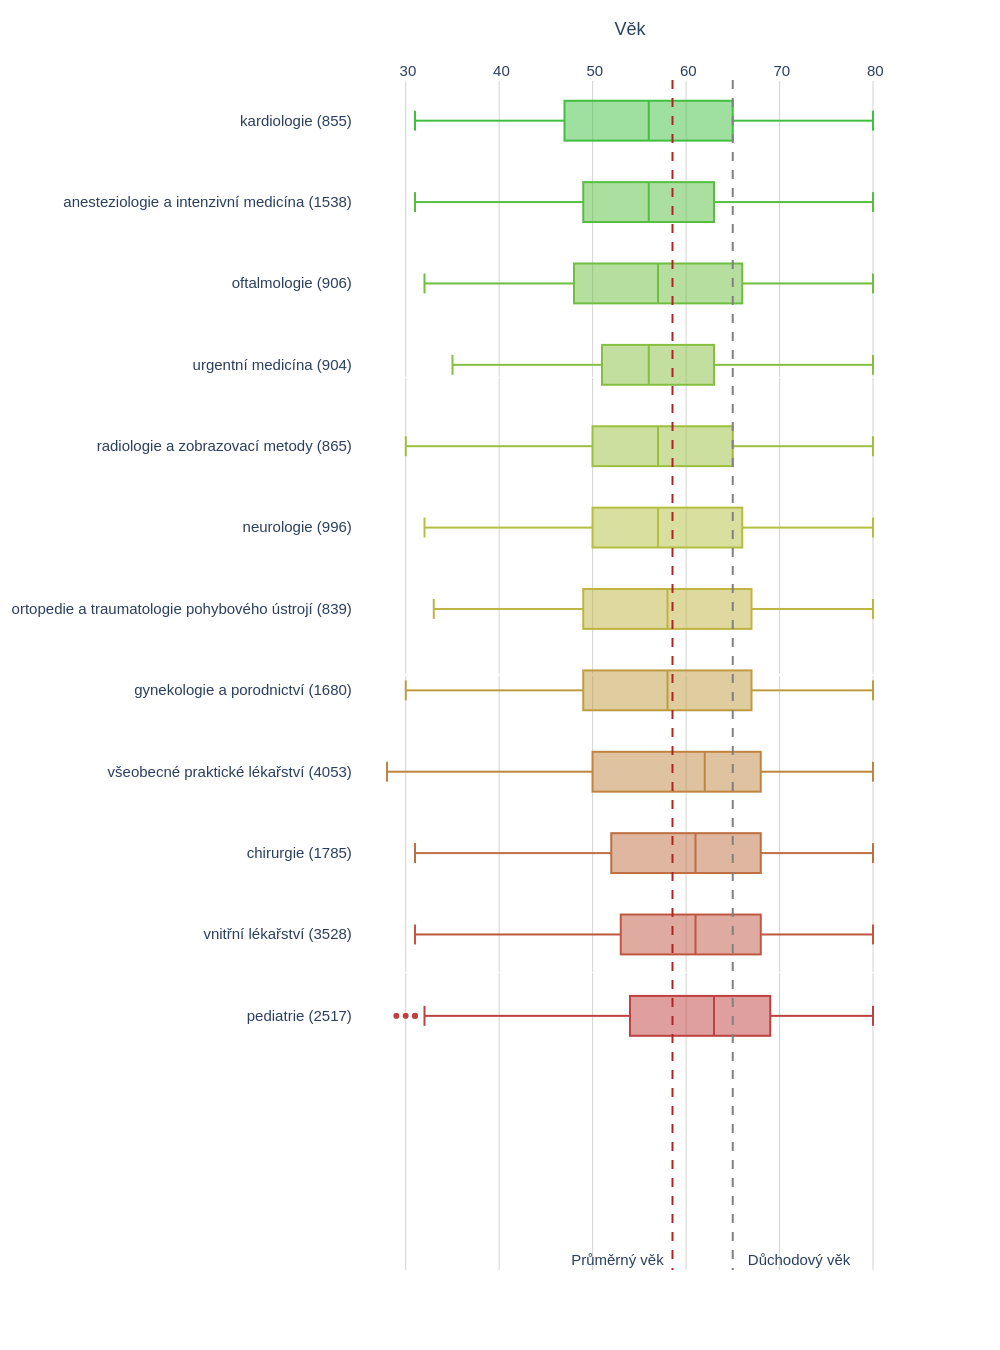 Věk
30 40 50 60 70 80
kardiologie (855)
anesteziologie a intenzivní medicína (1538)
oftalmologie (906)
urgentní medicína (904)
radiologie a zobrazovací metody (865)
neurologie (996)
ortopedie a traumatologie pohybového ústrojí (839)
gynekologie a porodnictví (1680)
všeobecné praktické lékařství (4053)
chirurgie (1785)
vnitřní lékařství (3528)
pediatrie (2517)
Průměrný věk Důchodový věk